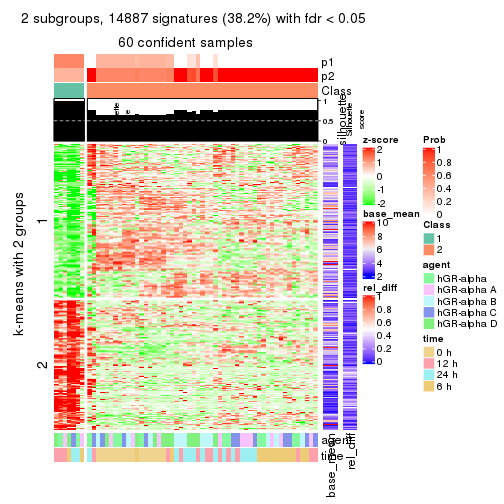 2 subgroups, 14887 signatures (38.2%) with fdr < 0.05
60 confident samples
p1
p2
Class
1
0.5
0
silhouette
Silhouette
score
k-means with 2 groups
1
2
agent
time
base_mean
rel_diff
z-score
2
1
0
-1
-2
base_mean
10
8
6
4
2
rel_diff
1
0.8
0.6
0.4
0.2
0
Prob
1
0.8
0.6
0.4
0.2
0
Class
1
2
agent
hGR-alpha
hGR-alpha A
hGR-alpha B
hGR-alpha C
hGR-alpha D
time
0 h
12 h
24 h
6 h